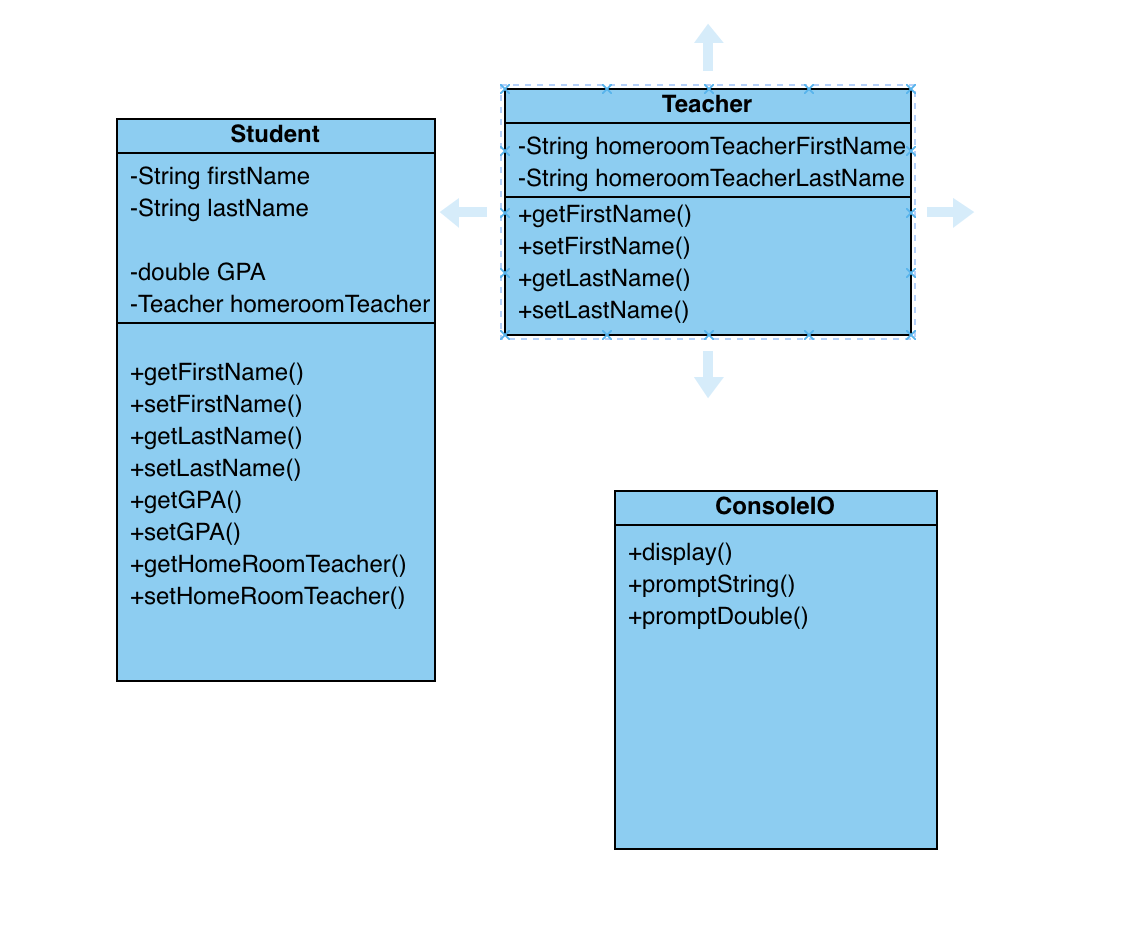 Student
-String firstName
-String lastName
-double GPA
-Teacher homeroomTeacher
+getFirstName()
+setFirstName()
+getLastName()
+setLastName()
+getGPA()
+setGPA()
+getHomeRoomTeacher()
+setHomeRoomTeacher()
Teacher
-String homeroomTeacherFirstName
-String homeroomTeacherLastName
+getFirstName()
+setFirstName()
+getLastName()
+setLastName()
ConsoleIO
+display()
+promptString()
+promptDouble()